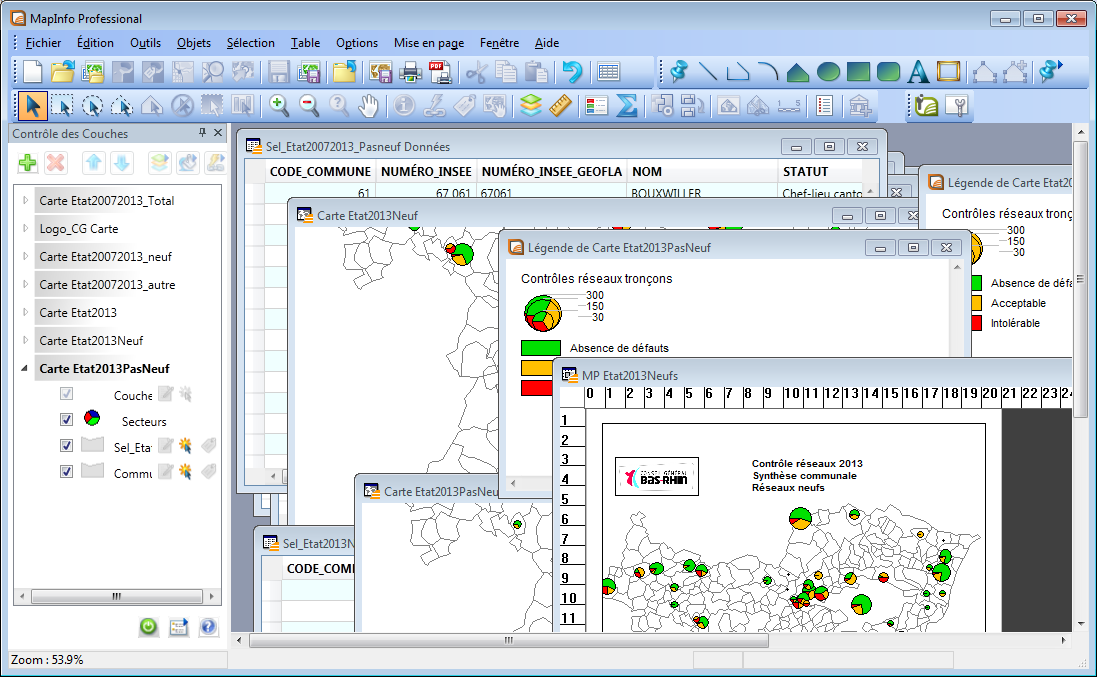 MapInfo Professional
Fichier Édition Outils Objets Sélection Table Options Mise en page Fenêtre Aide
Contrôle des Couches
Carte Etat20072013_Total
Logo_CG Carte
Carte Etat20072013_neuf
Carte Etat20072013_autre
Carte Etat2013
Carte Etat2013Neuf
Carte Etat2013PasNeuf
Couche
Secteurs
Sel_Eta
Commu
Zoom : 53.9%
Sel_Etat20072013_Pasneuf Données
CODE_COMMUNE NUMÉRO_INSEE NUMÉRO_INSEE_GEOFLA NOM STATUT
61 67 061 67061 BOUXWILLER Chef-lieu canto
Carte Etat2013Neuf
Légende de Carte Etat20
Contrôles réseaux tronç
300
150
30
Absence de défa
Acceptable
Intolérable
Légende de Carte Etat2013PasNeuf
Contrôles réseaux tronçons
300
150
30
Absence de défauts
Carte Etat2013PasNeu
Sel_Etat2013N
CODE_COMM
MP Etat2013Neufs
0 1 2 3 4 5 6 7 8 9 10 11 12 13 14 15 16 17 18 19 20 21 22 23 24
1
2
3
4
5
6
7
8
9
10
11
CONSEIL GÉNÉRAL
BAS-RHIN
Contrôle réseaux 2013
Synthèse communale
Réseaux neufs